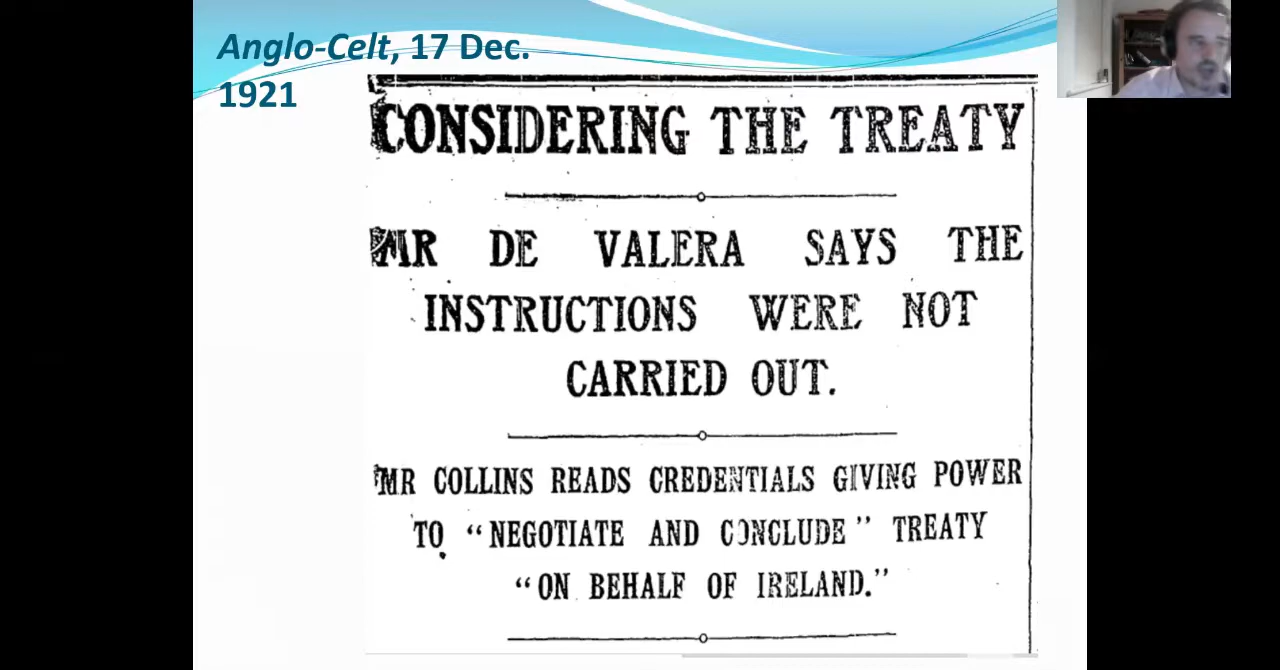 Anglo-Celt, 17 Dec.
1921
CONSIDERING THE TREATY
MR DE VALERA SAYS THE
INSTRUCTIONS WERE NOT
CARRIED OUT.
MR COLLINS READS CREDENTIALS GIVING POWER
TO “NEGOTIATE AND CONCLUDE” TREATY
“ON BEHALF OF IRELAND.”